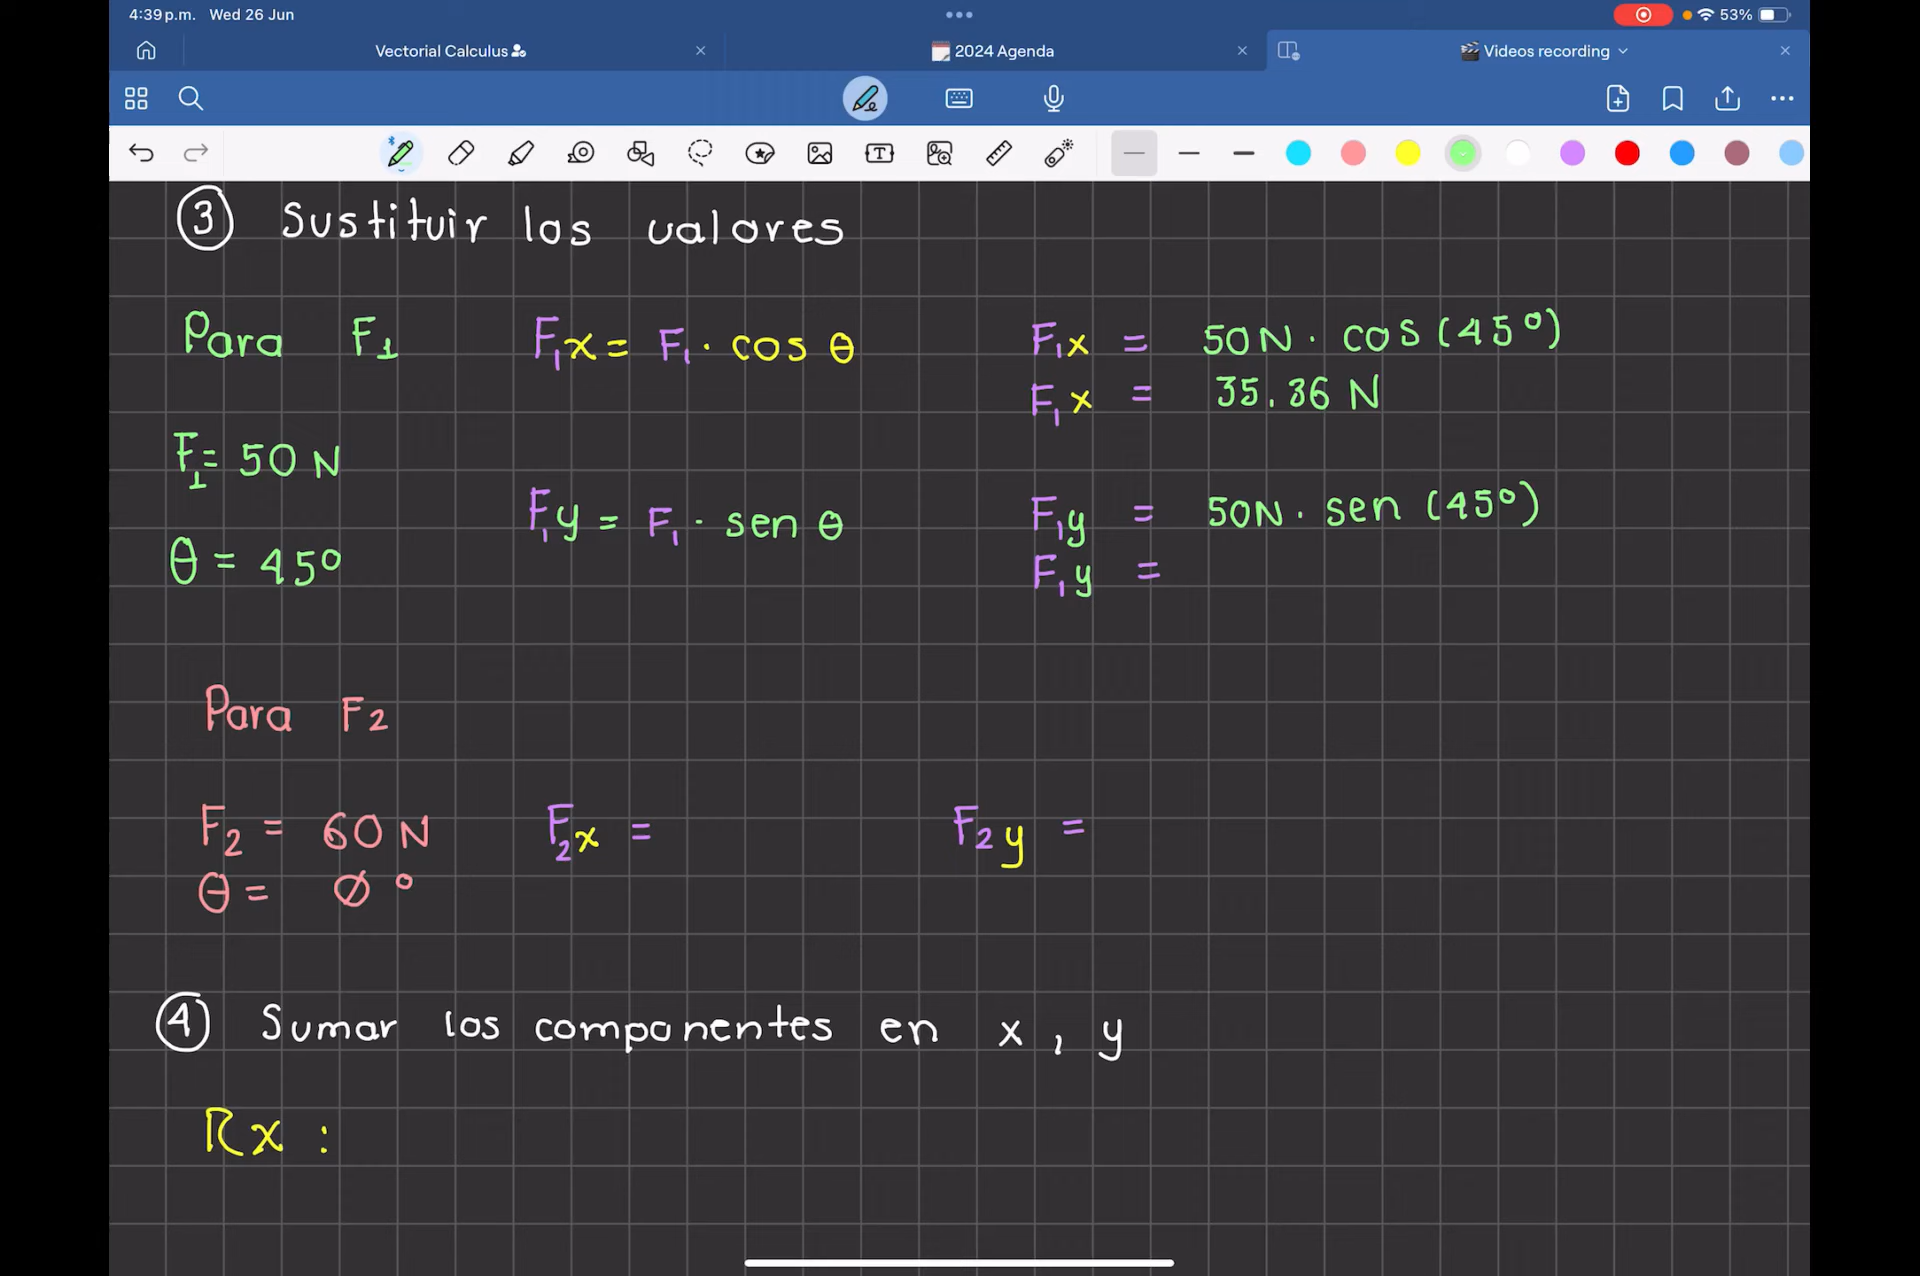 4:39 p.m. Wed 26 Jun
53%
Vectorial Calculus
2024 Agenda
Videos recording
3 Sustituir los valores
Para F1
F1x = F1 · cos θ
F1x = 50N · cos (45°)
F1x = 35.36 N
F1 = 50 N
F1y = F1 · sen θ
F1y = 50N · sen (45°)
F1y =
θ = 45°
Para F2
F2 = 60 N
F2x =
F2y =
θ = 0°
4 Sumar los componentes en x, y
Rx :